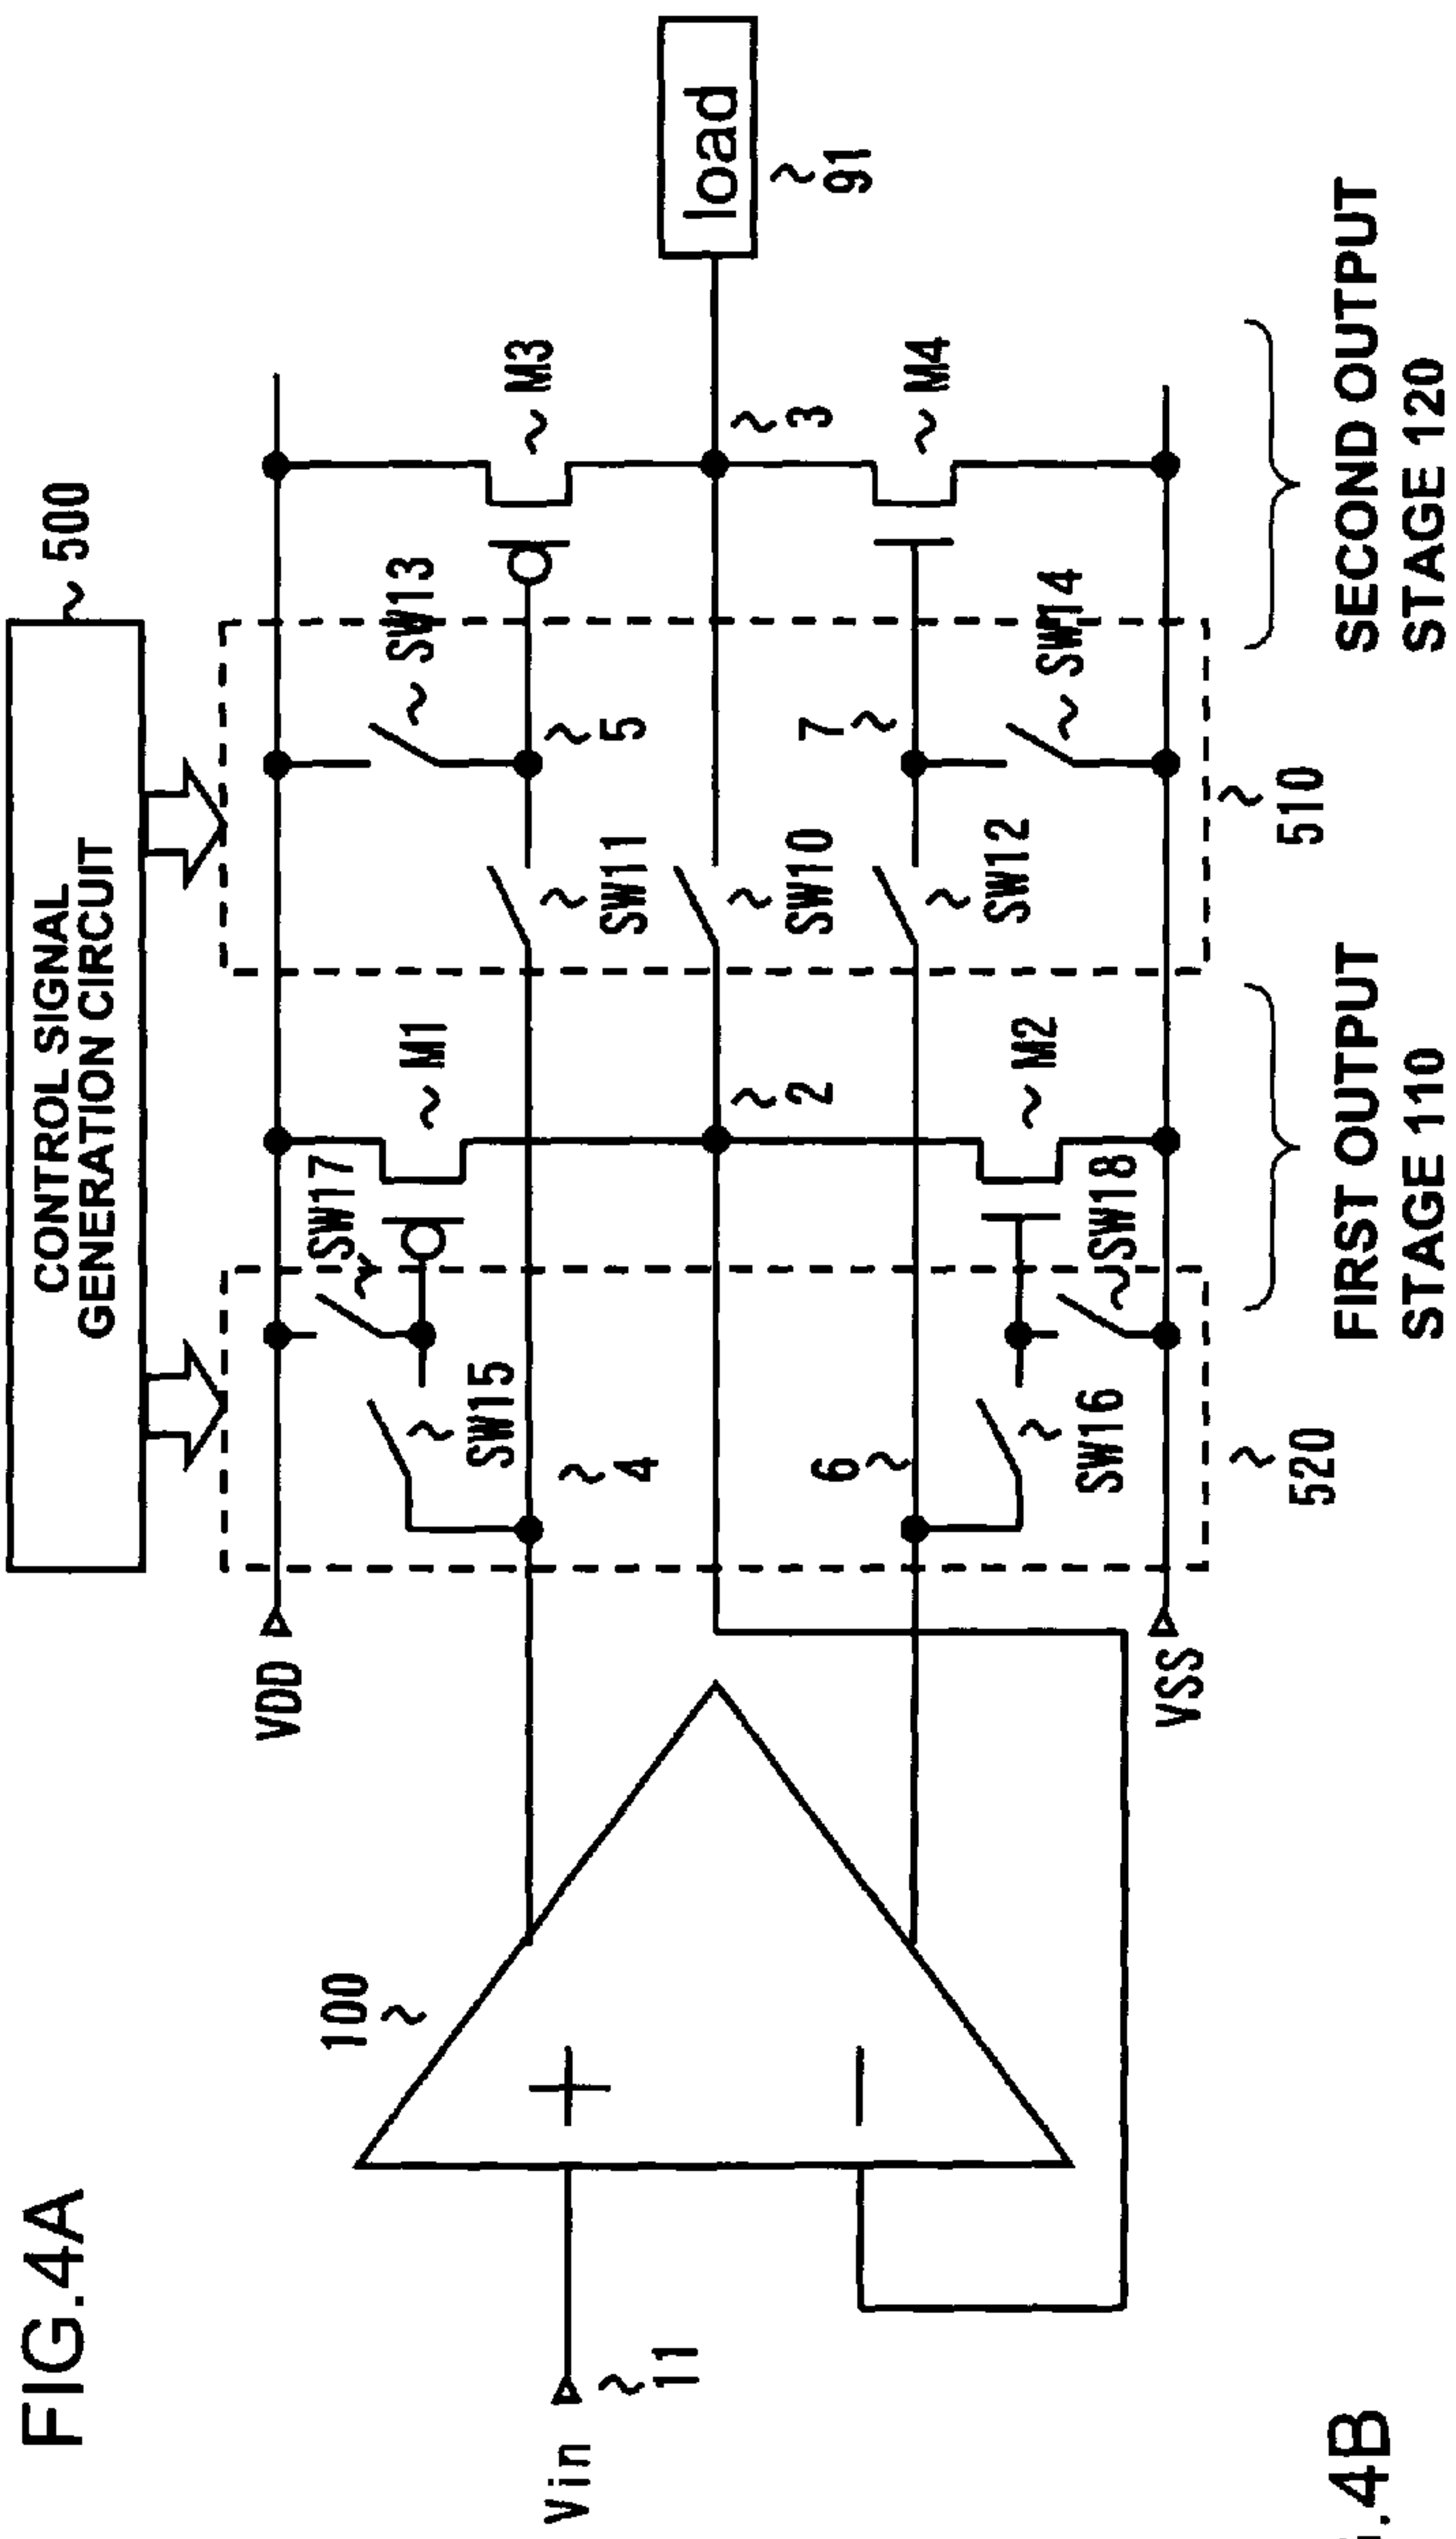 FIG.4A
CONTROL SIGNAL
GENERATION CIRCUIT
500
VDD
SW17
M1
SW13
M3
100
SW15
4
SW11
5
Vin
11
2
SW10
3
load
91
6
SW16
M2
SW18
7
SW12
SW14
M4
VSS
520
510
FIRST OUTPUT
STAGE 110
SECOND OUTPUT
STAGE 120
.4B